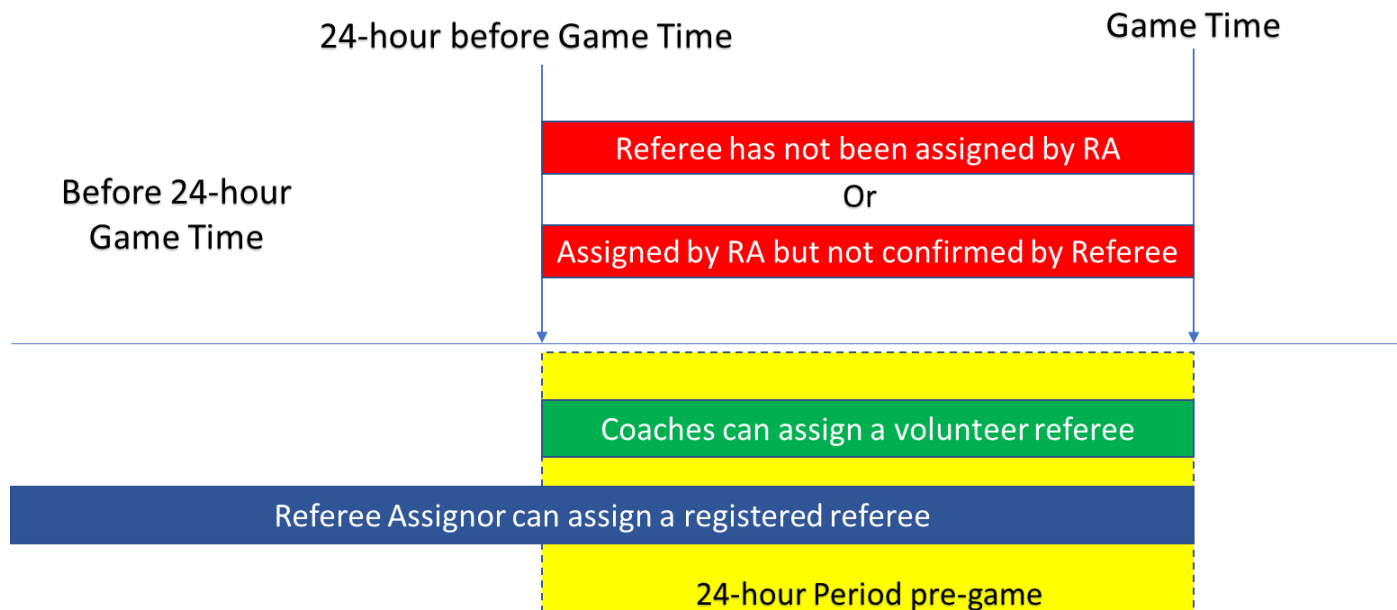 24-hour before Game Time
Game Time
Referee has not been assigned by RA
Or
Before 24-hour
Game Time
Assigned by RA but not confirmed by Referee
Coaches can assign a volunteer referee
Referee Assignor can assign a registered referee
24-hour Period pre-game